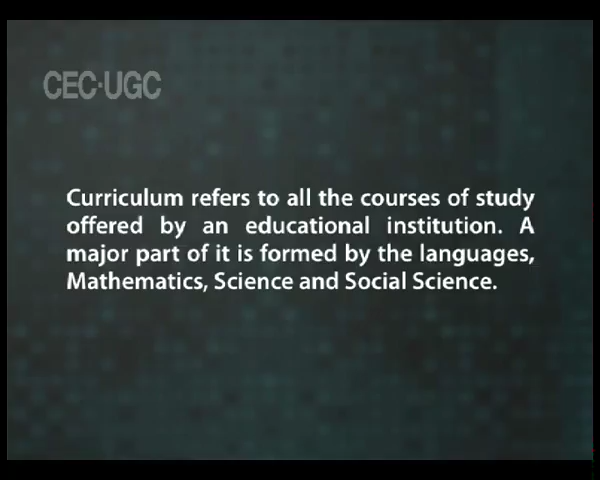 CEC-UGC
Curriculum refers to all the courses of study
offered by an educational institution. A
major part of it is formed by the languages,
Mathematics, Science and Social Science.